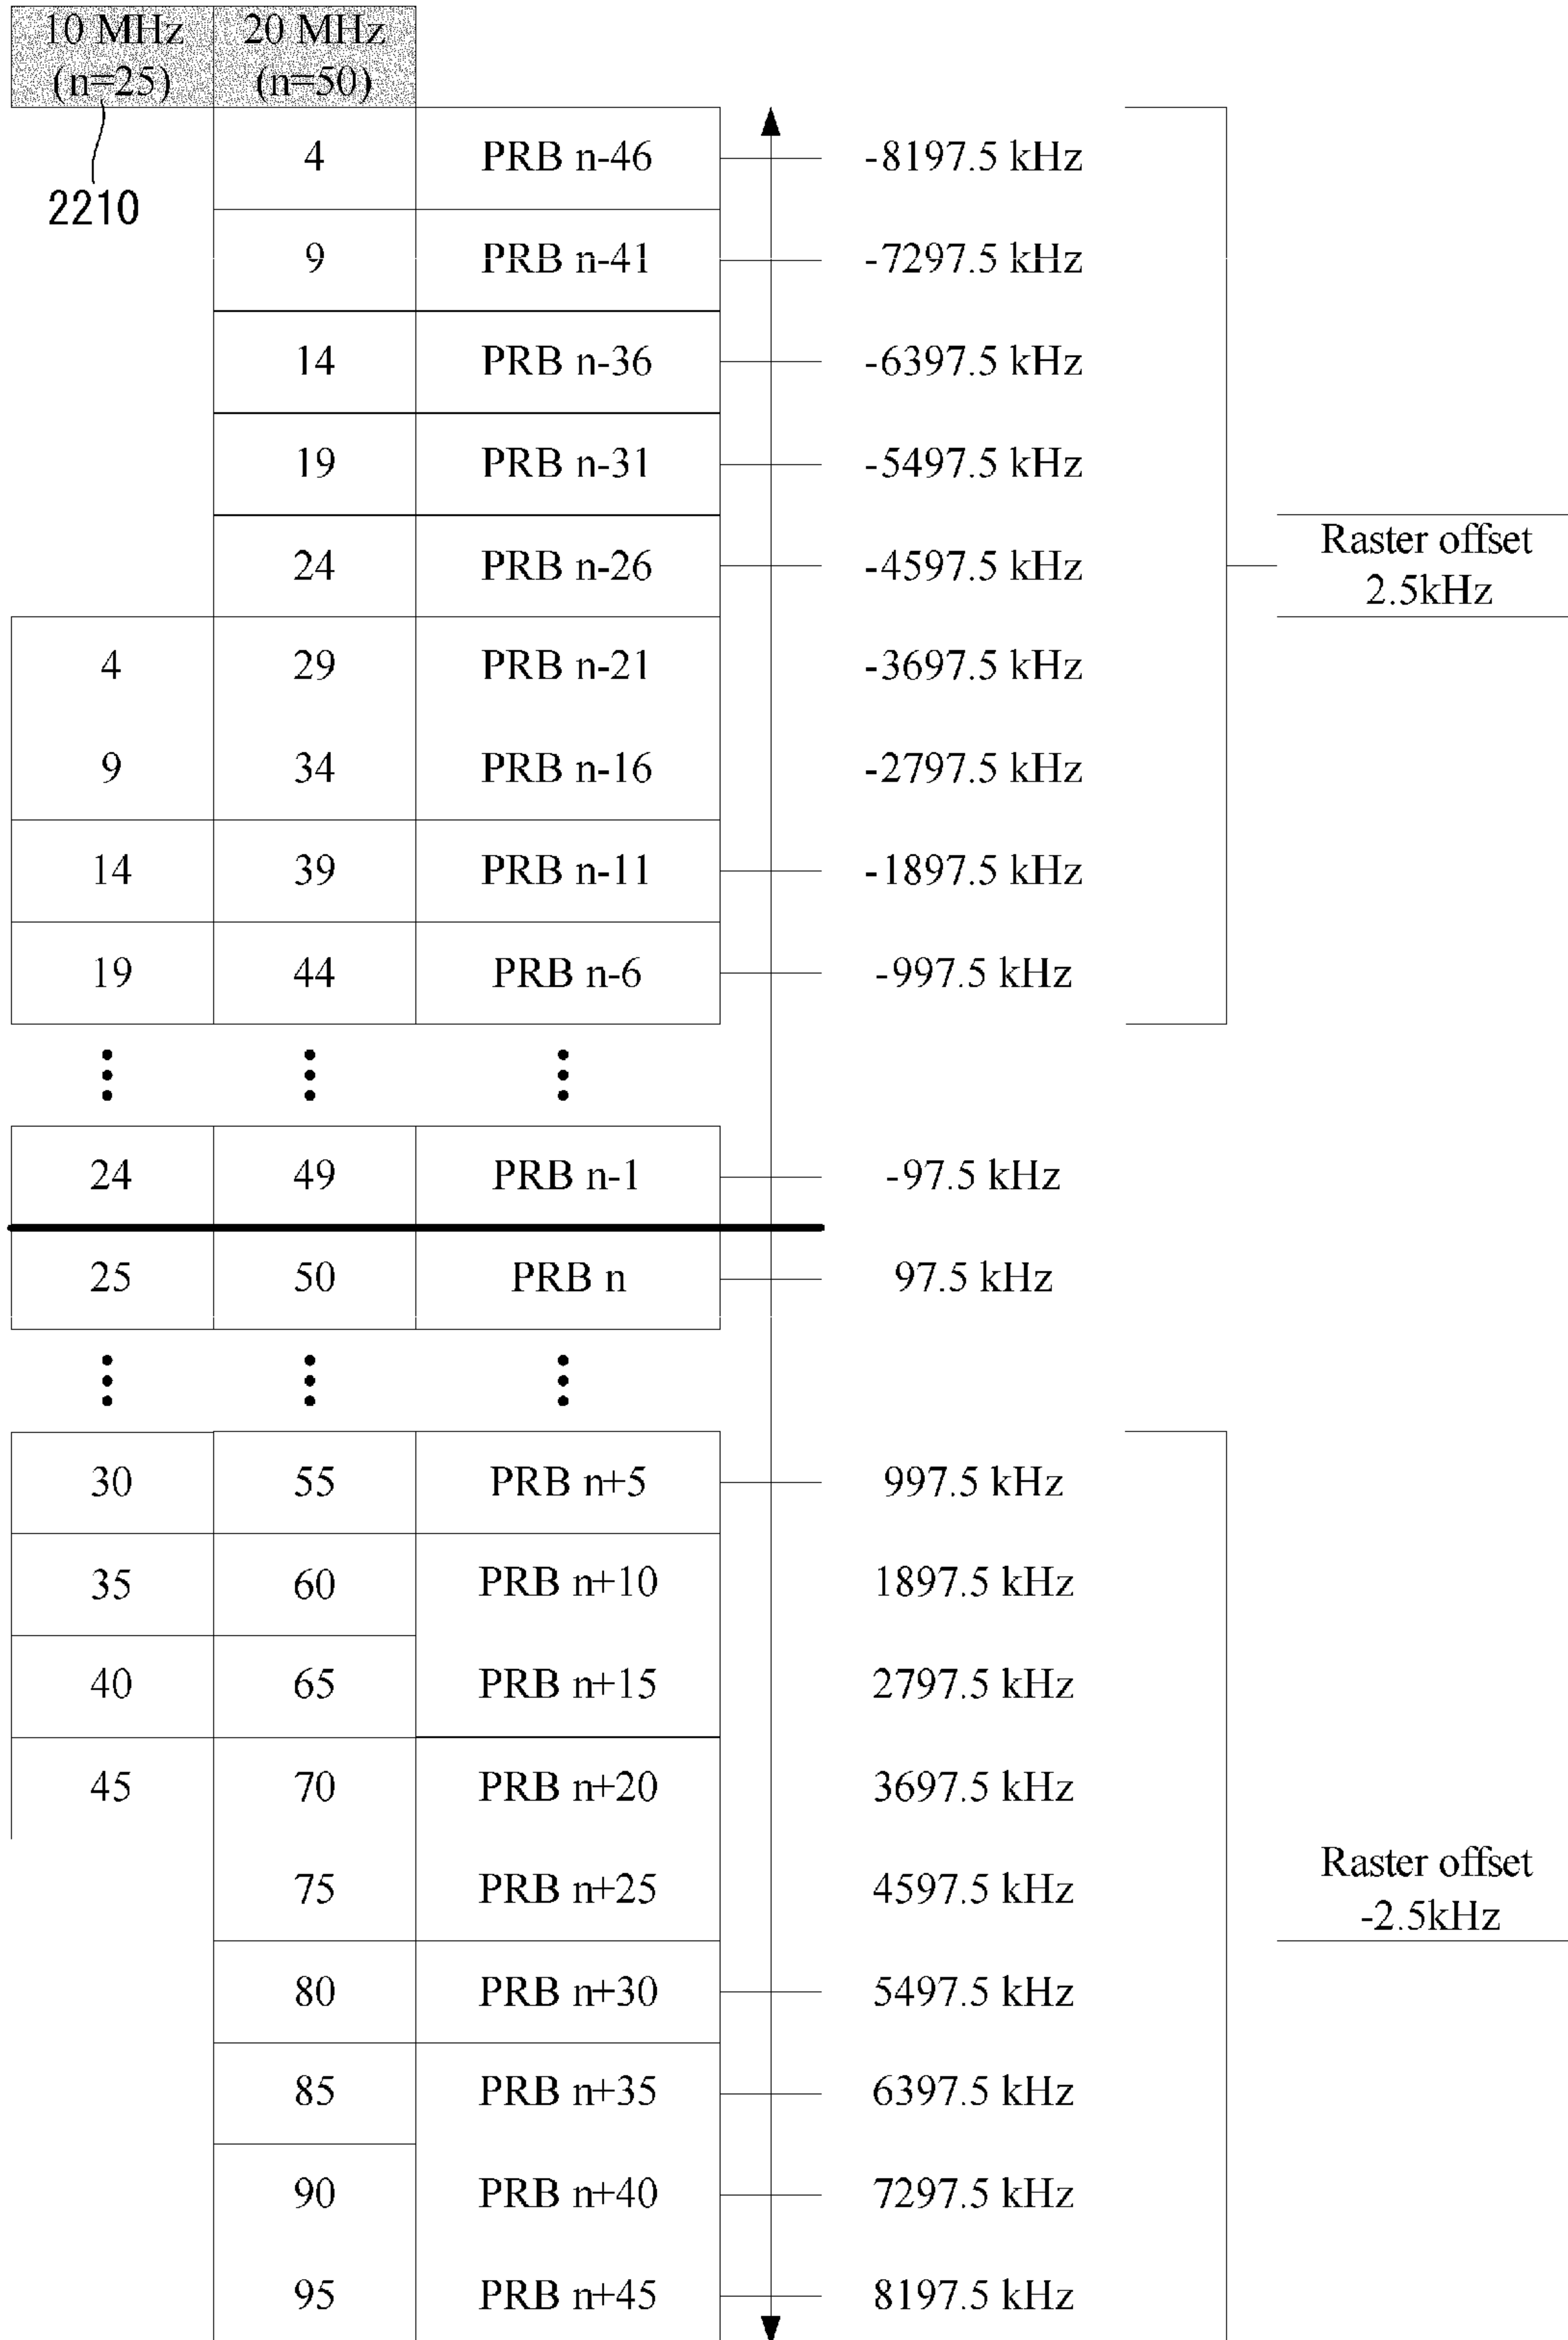 10 MHz (n=25) 20 MHz (n=50)
2210
4 PRB n-46 -8197.5 kHz
9 PRB n-41 -7297.5 kHz
14 PRB n-36 -6397.5 kHz
19 PRB n-31 -5497.5 kHz
24 PRB n-26 -4597.5 kHz
Raster offset
2.5kHz
4 29 PRB n-21 -3697.5 kHz
9 34 PRB n-16 -2797.5 kHz
14 39 PRB n-11 -1897.5 kHz
19 44 PRB n-6 -997.5 kHz
24 49 PRB n-1 -97.5 kHz
25 50 PRB n 97.5 kHz
30 55 PRB n+5 997.5 kHz
35 60 PRB n+10 1897.5 kHz
40 65 PRB n+15 2797.5 kHz
45 70 PRB n+20 3697.5 kHz
75 PRB n+25 4597.5 kHz
Raster offset
-2.5kHz
80 PRB n+30 5497.5 kHz
85 PRB n+35 6397.5 kHz
90 PRB n+40 7297.5 kHz
95 PRB n+45 8197.5 kHz